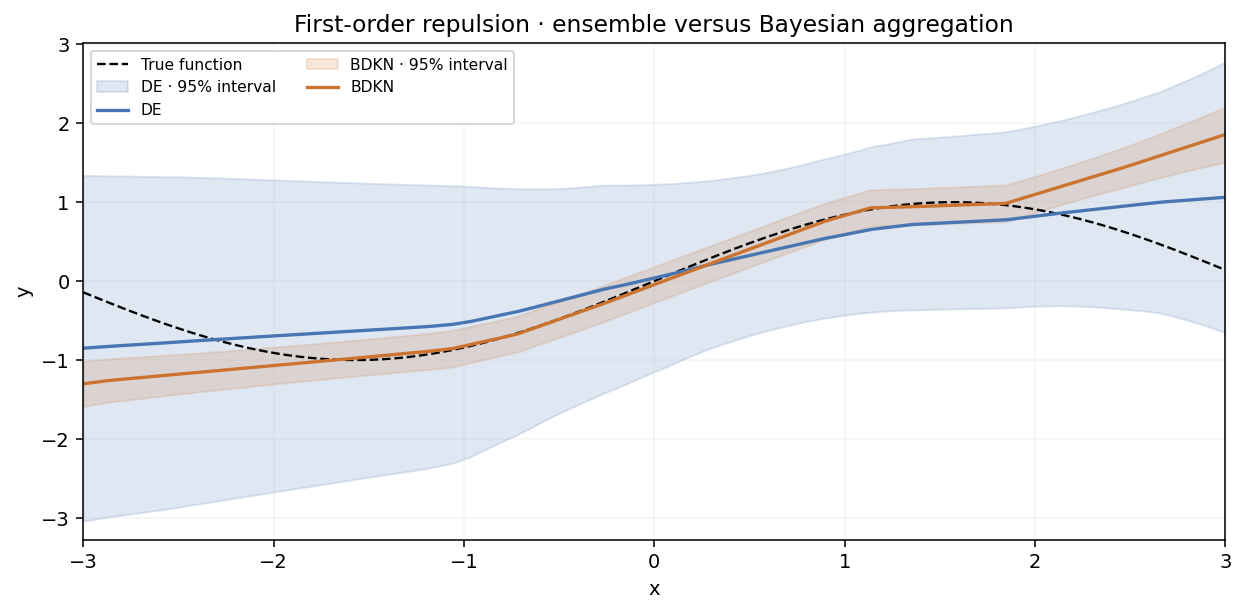 First-order repulsion · ensemble versus Bayesian aggregation
True function
DE · 95% interval
DE
BDKN · 95% interval
BDKN
y
3
2
1
0
−1
−2
−3
−3
−2
−1
0
1
2
3
x